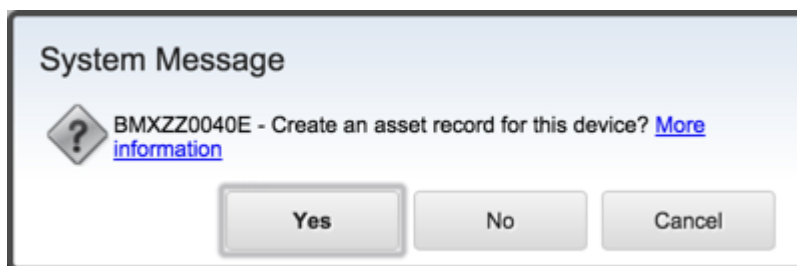 System Message
BMXZZ0040E - Create an asset record for this device? More
information
Yes No Cancel